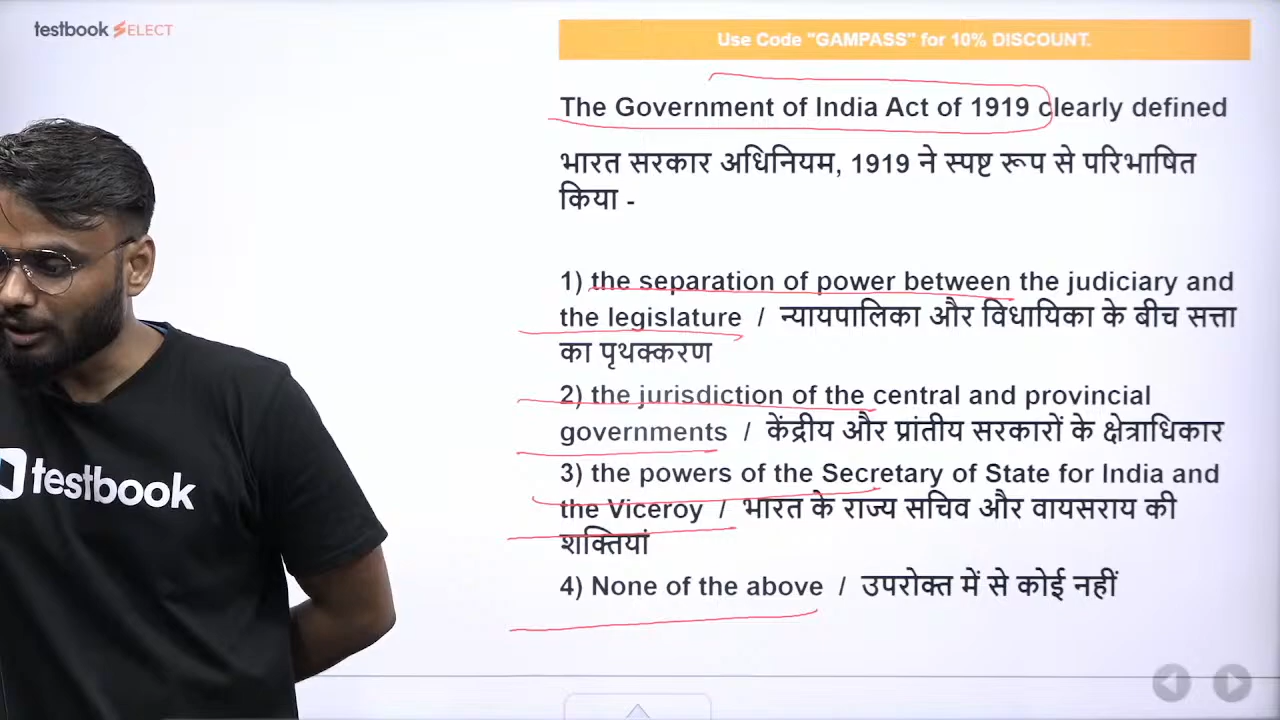 testbook SELECT
Use Code "GAMPASS" for 10% DISCOUNT.
The Government of India Act of 1919 clearly defined
भारत सरकार अधिनियम, 1919 ने स्पष्ट रूप से परिभाषित
किया -
1) the separation of power between the judiciary and
the legislature / न्यायपालिका और विधायिका के बीच सत्ता
का पृथक्करण
2) the jurisdiction of the central and provincial
governments / केंद्रीय और प्रांतीय सरकारों के क्षेत्राधिकार
3) the powers of the Secretary of State for India and
the Viceroy / भारत के राज्य सचिव और वायसराय की
शक्तियां
4) None of the above / उपरोक्त में से कोई नहीं
testbook